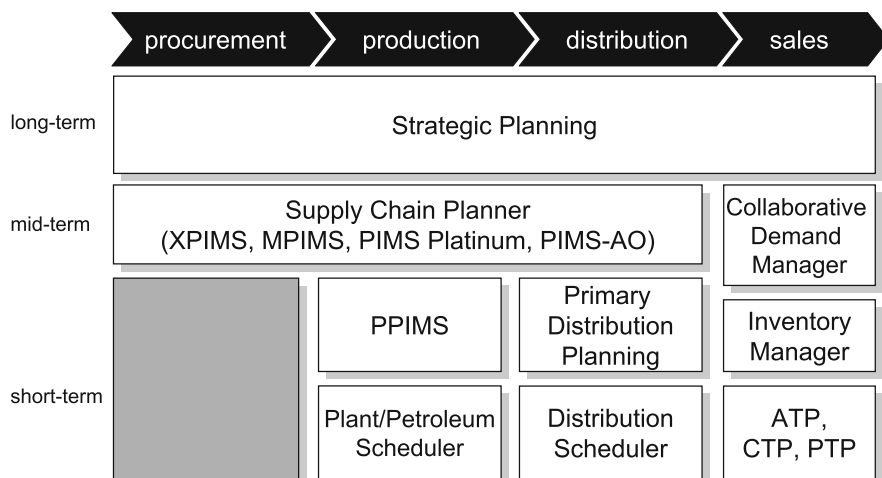 procurement
production
distribution
sales
long-term
Strategic Planning
mid-term
Supply Chain Planner
(XPIMS, MPIMS, PIMS Platinum, PIMS-AO)
Collaborative
Demand
Manager
short-term
PPIMS
Primary
Distribution
Planning
Inventory
Manager
Plant/Petroleum
Scheduler
Distribution
Scheduler
ATP,
CTP, PTP